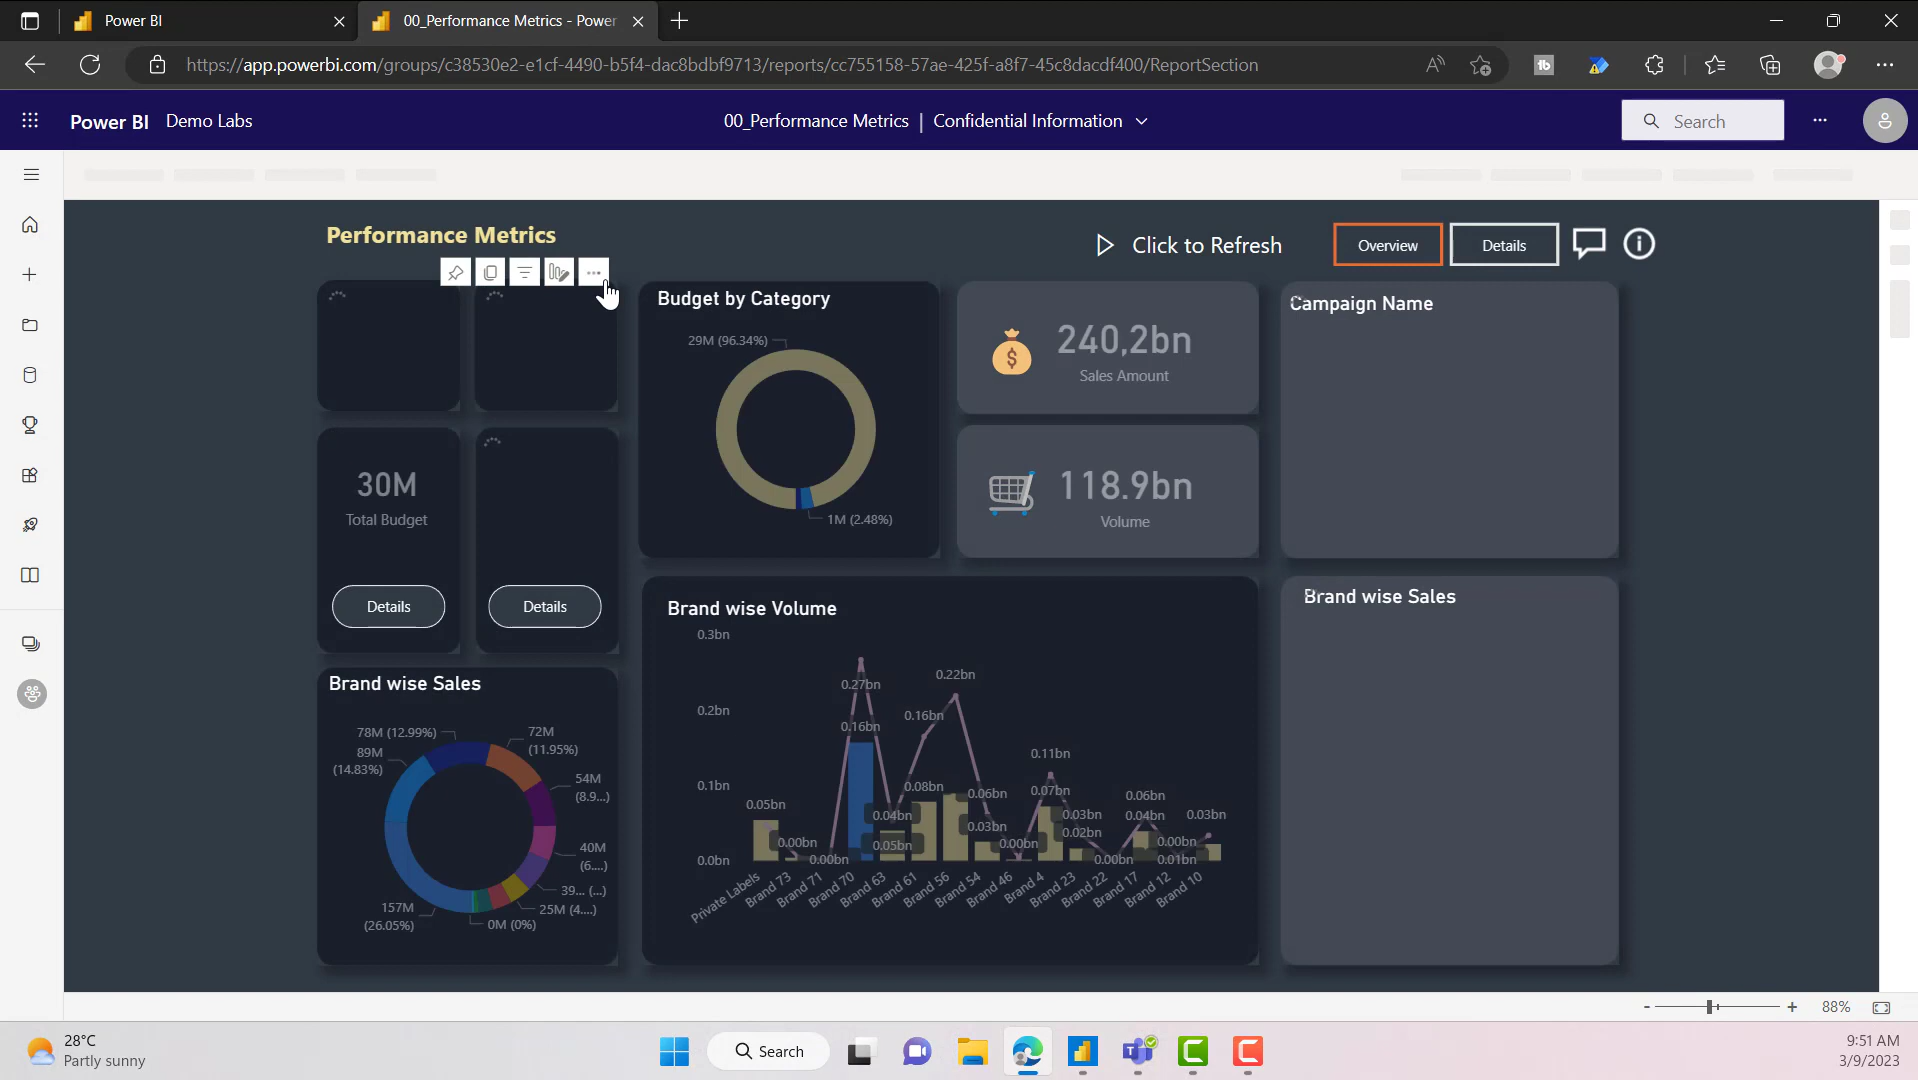 Power BI
00_Performance Metrics - Power
https://app.powerbi.com/groups/c38530e2-e1cf-4490-b5f4-dac8bdbf9713/reports/cc755158-57ae-425f-a8f7-45c8dacdf400/ReportSection
Power BI Demo Labs
00_Performance Metrics | Confidential Information
Search
Performance Metrics
Click to Refresh
Overview
Details
Budget by Category
29M (96.34%)
1M (2.48%)
240,2bn
Sales Amount
Campaign Name
30M
Total Budget
Details
Details
118.9bn
Volume
Brand wise Sales
78M (12.99%)
72M
(11.95%)
89M
(14.83%)
54M
(8.9...)
40M
(6....)
39... (...)
25M (4....)
0M (0%)
157M
(26.05%)
Brand wise Volume
0.3bn
0.2bn
0.1bn
0.0bn
0.05bn
0.00bn
0.00bn
0.27bn
0.16bn
0.04bn
0.05bn
0.16bn
0.08bn
0.22bn
0.06bn
0.03bn
0.00bn
0.11bn
0.07bn
0.03bn
0.02bn
0.00bn
0.06bn
0.04bn
0.00bn
0.01bn
0.03bn
Private Labels
Brand 73
Brand 71
Brand 70
Brand 63
Brand 61
Brand 56
Brand 54
Brand 46
Brand 4
Brand 23
Brand 22
Brand 17
Brand 12
Brand 10
Brand wise Sales
- + 88%
28°C
Partly sunny
Search
9:51 AM
3/9/2023